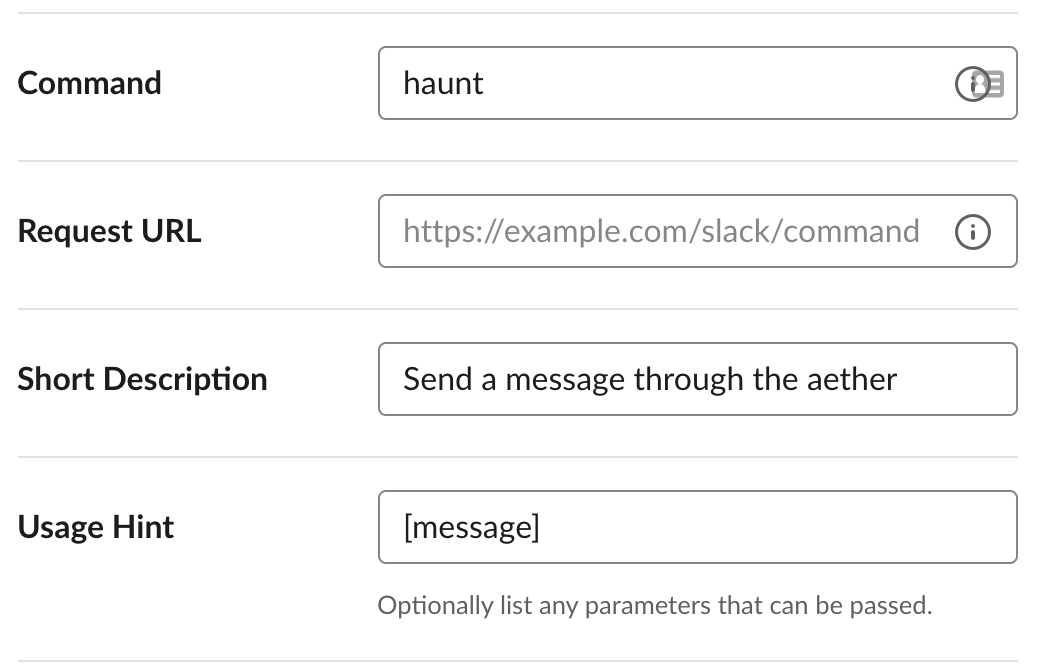 Command
haunt
Request URL
https://example.com/slack/command
Short Description
Send a message through the aether
Usage Hint
[message]
Optionally list any parameters that can be passed.